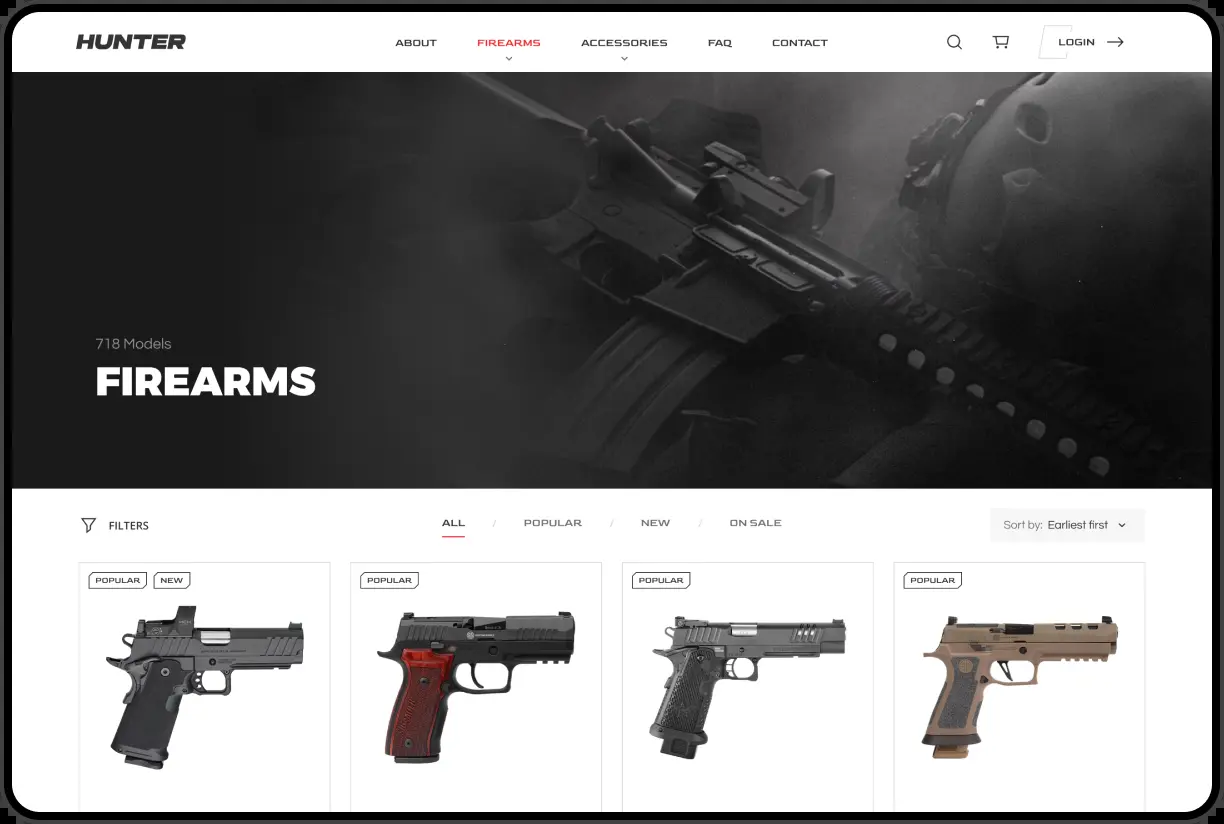 HUNTER
ABOUT
FIREARMS
ACCESSORIES
FAQ
CONTACT
LOGIN
718 Models
FIREARMS
FILTERS
ALL / POPULAR / NEW / ON SALE
Sort by: Earliest first
POPULAR NEW
POPULAR
POPULAR
POPULAR